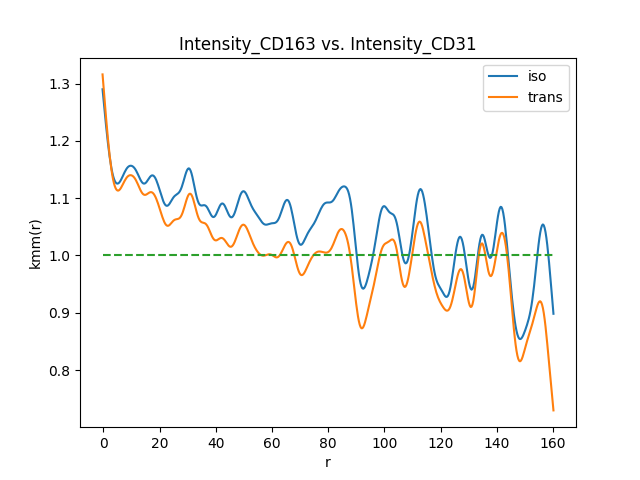 Intensity_CD163 vs. Intensity_CD31
iso
trans
kmm(r)
1.3
1.2
1.1
1.0
0.9
0.8
0 20 40 60 80 100 120 140 160
r